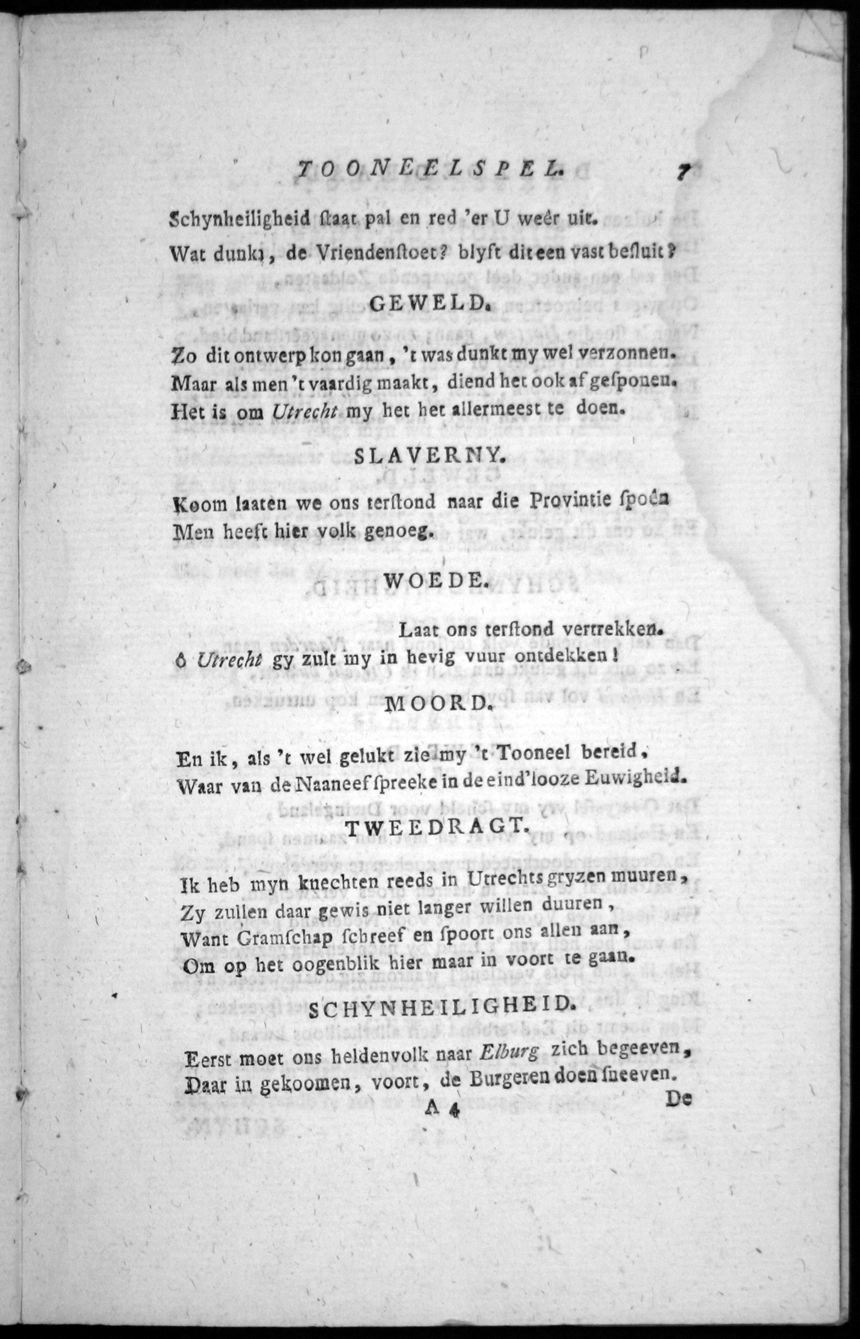 TOONEELSPEL. 7
Schynheiligheid ſtaat pal en red 'er U weêr uit.
Wat dunkt, de Vriendenſtoet? blyft dit een vast beſluit?
GEWELD.
Zo dit ontwerp kon gaan, 't was dunkt my wel verzonnen.
Maar als men 't vaardig maakt, diend het ook afgeſponen.
Het is om Utrecht my het het allermeest te doen.
SLAVERNY.
Koom laaten we ons terſtond naar die Provintie ſpoên
Men heeft hier volk genoeg.
WOEDE.
Laat ons terſtond vertrekken.
ô Utrecht gy zult my in hevig vuur ontdekken!
MOORD.
En ik, als 't wel gelukt zie my 't Tooneel bereid,
Waar van de Naaneef ſpreeke in de eind'looze Euwigheid.
TWEEDRAGT.
Ik heb myn knechten reeds in Utrechts gryzen muuren,
Zy zullen daar gewis niet langer willen duuren,
Want Gramſchap ſchreef en ſpoort ons allen aan,
Om op het oogenblik hier maar in voort te gaan.
SCHYNHEILIGHEID.
Eerst moet ons heldenvolk naar Elburg zich begeeven,
Daar in gekoomen, voort, de Burgeren doen ſneeven.
A 4 De